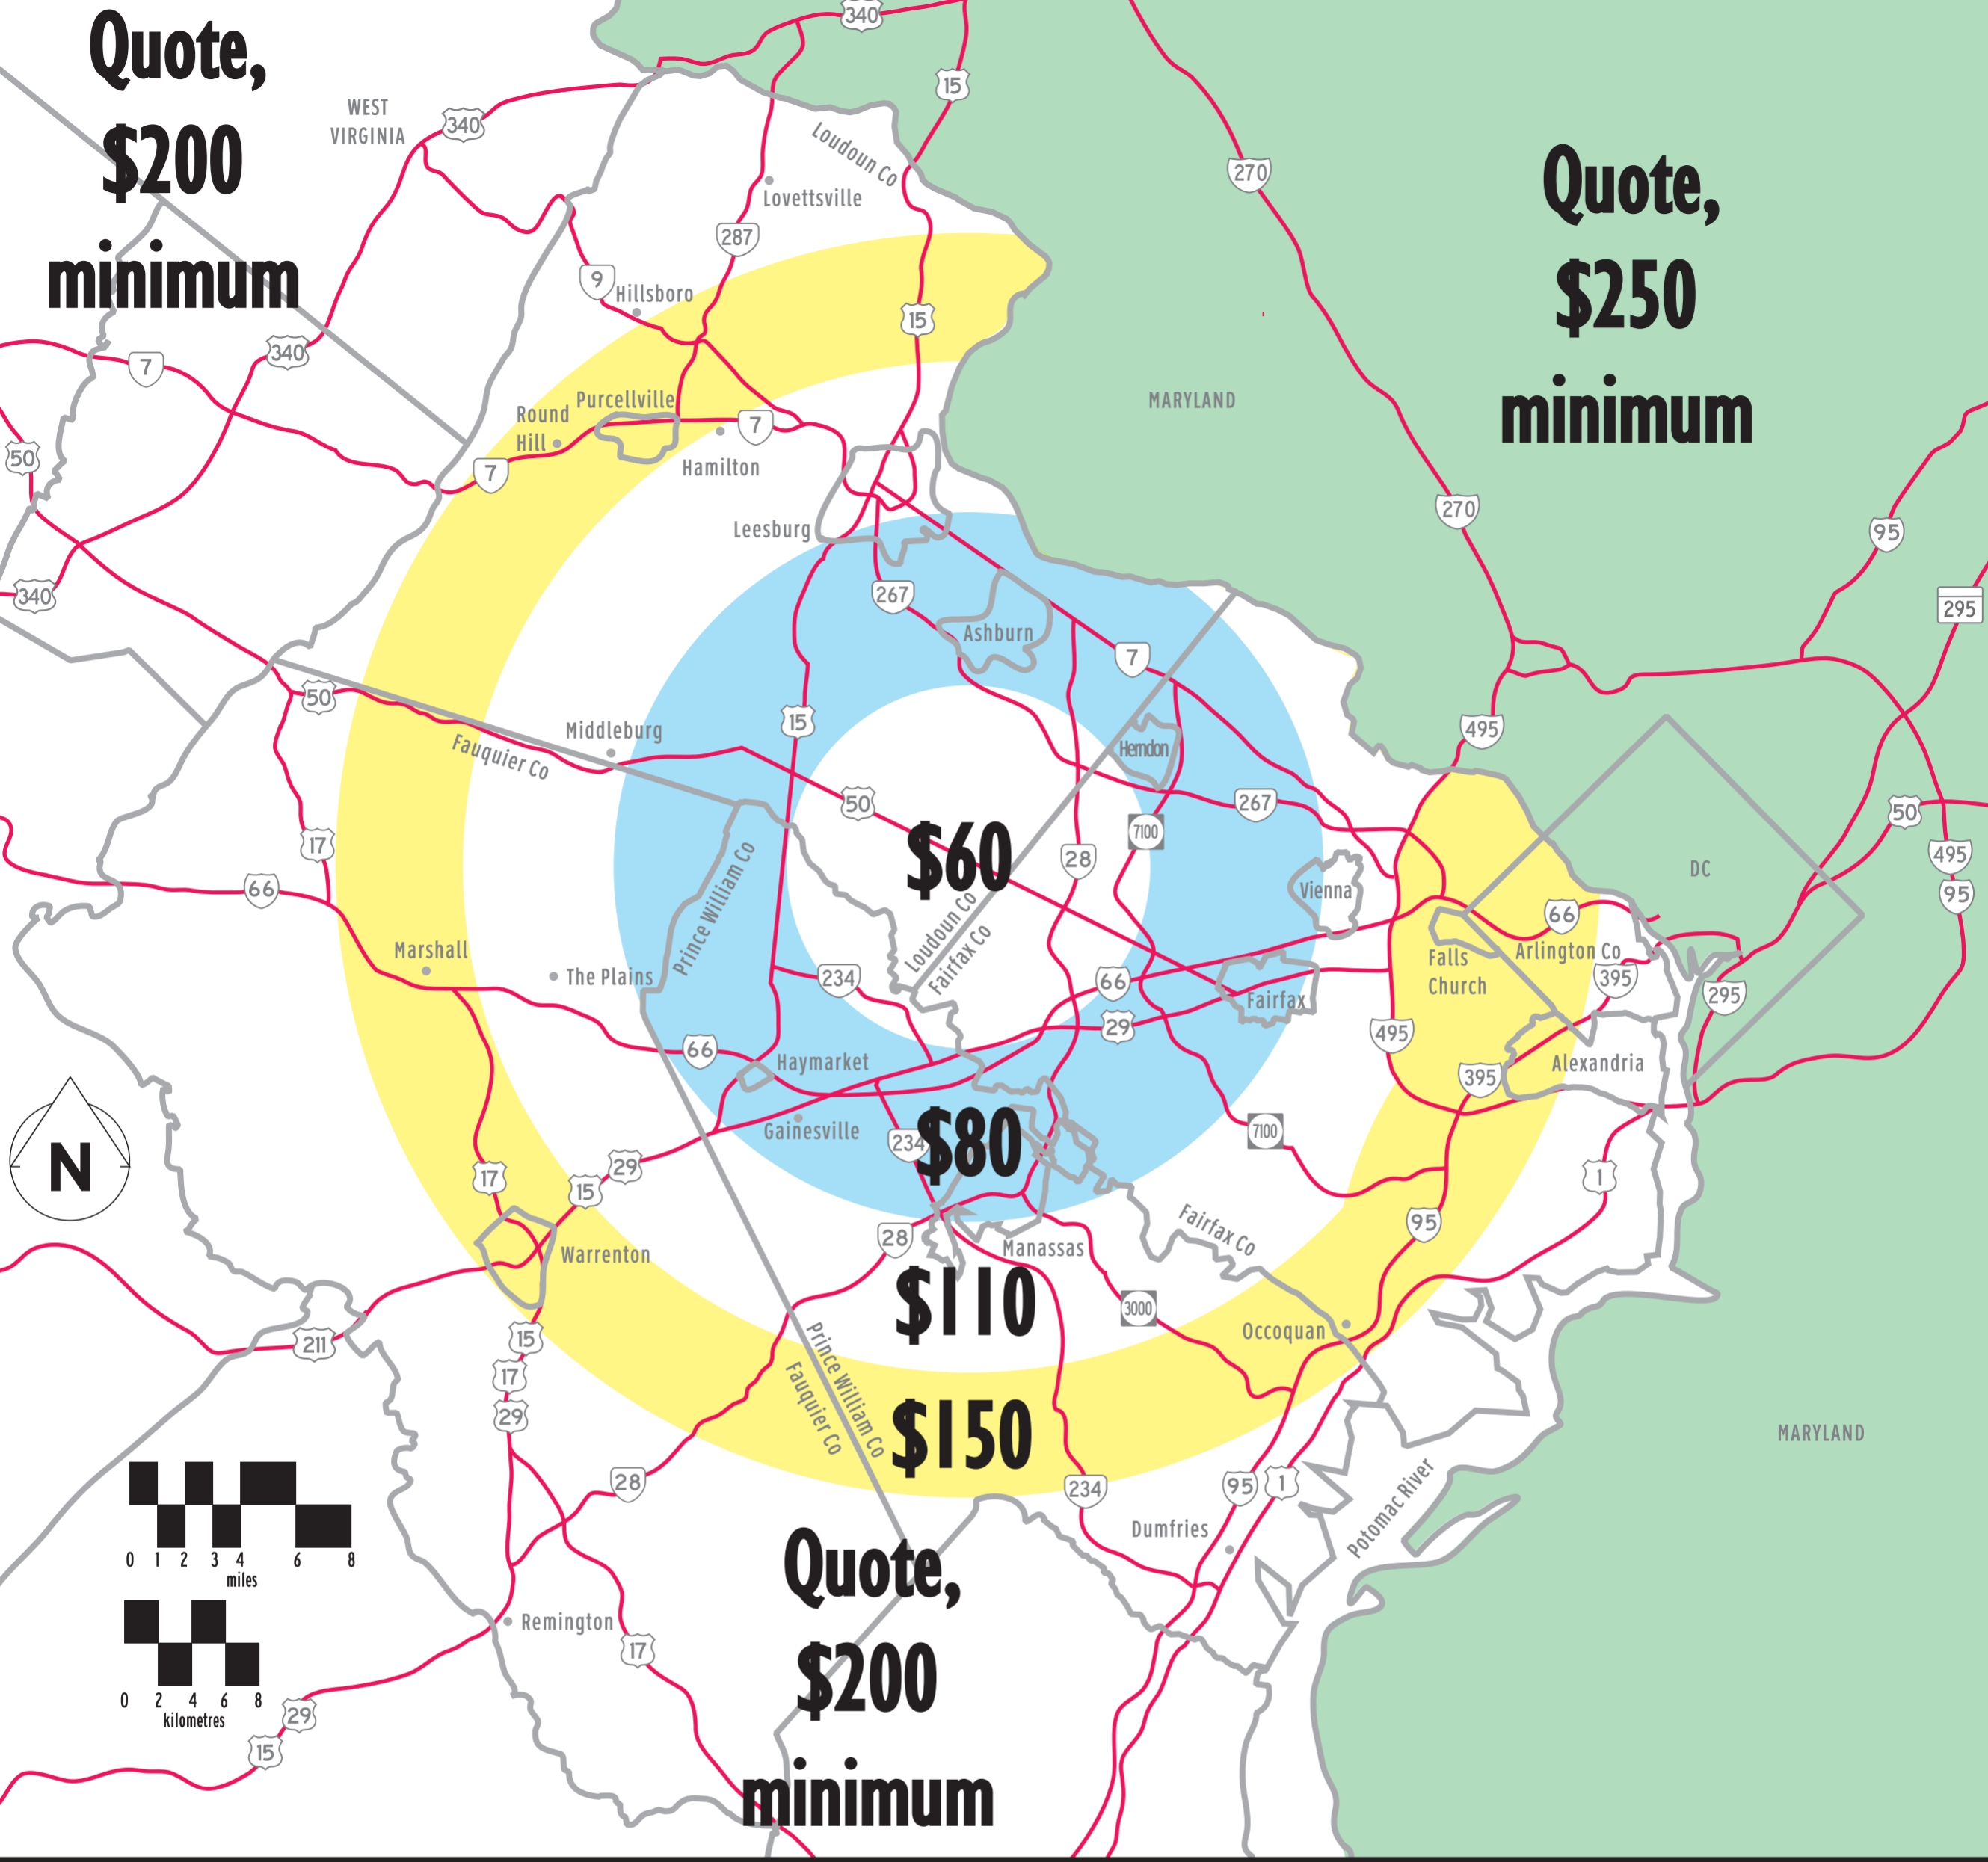 Quote,
$200
minimum
WEST
VIRGINIA
340
340
15
Loudoun Co
Lovettsville
287
9
Hillsboro
15
340
7
270
Quote,
$250
minimum
MARYLAND
Purcellville
Round
Hill
7
7
Hamilton
50
340
Leesburg
270
95
295
267
Ashburn
7
50
15
Middleburg
Fauquier Co
Herndon
495
50
267
7100
50
17
66
$60
28
Vienna
DC
495
95
Prince William Co
Loudoun Co
Fairfax Co
66
Arlington Co
Falls
Church
Marshall
The Plains
234
66
29
Fairfax
395
295
495
66
Haymarket
Alexandria
395
Gainesville
234
$80
7100
29
17
15
1
N
Warrenton
28
Manassas
Fairfax Co
95
$110
3000
Occoquan
211
15
17
29
Prince William Co
Fauquier Co
$150
MARYLAND
28
234
95
1
Potomac River
Dumfries
0 1 2 3 4 6 8
miles
Quote,
$200
minimum
Remington
17
0 2 4 6 8
kilometres
29
15